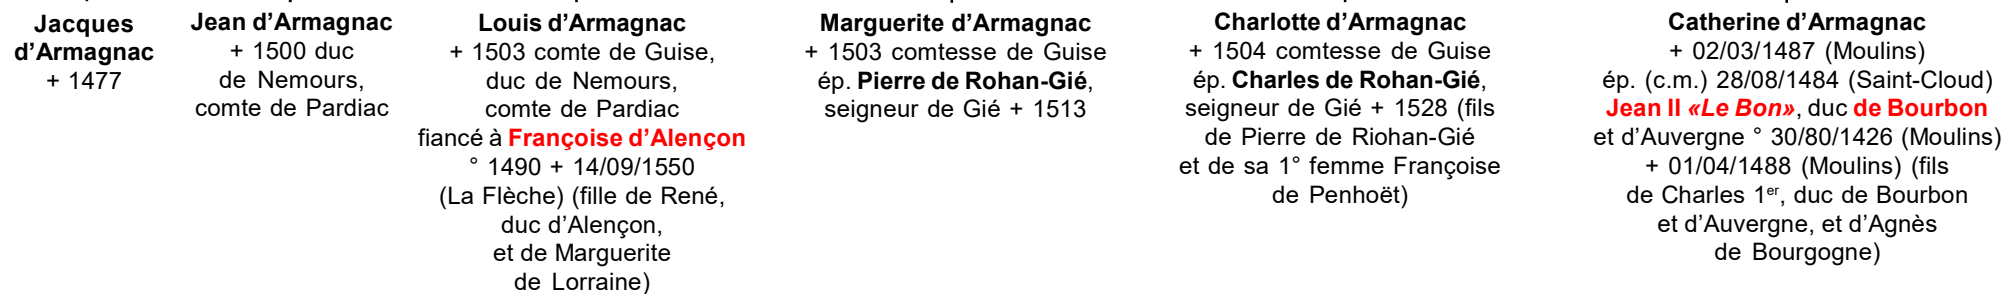 Jacques
d’Armagnac
+ 1477
Jean d’Armagnac
+ 1500 duc
de Nemours,
comte de Pardiac
Louis d’Armagnac
+ 1503 comte de Guise,
duc de Nemours,
comte de Pardiac
fiancé à Françoise d’Alençon
° 1490 + 14/09/1550
(La Flèche) (fille de René,
duc d’Alençon,
et de Marguerite
de Lorraine)
Marguerite d’Armagnac
+ 1503 comtesse de Guise
ép. Pierre de Rohan-Gié,
seigneur de Gié + 1513
Charlotte d’Armagnac
+ 1504 comtesse de Guise
ép. Charles de Rohan-Gié,
seigneur de Gié + 1528 (fils
de Pierre de Riohan-Gié
et de sa 1° femme Françoise
de Penhoët)
Catherine d’Armagnac
+ 02/03/1487 (Moulins)
ép. (c.m.) 28/08/1484 (Saint-Cloud)
Jean II «Le Bon», duc de Bourbon
et d’Auvergne ° 30/80/1426 (Moulins)
+ 01/04/1488 (Moulins) (fils
de Charles 1er, duc de Bourbon
et d’Auvergne, et d’Agnès
de Bourgogne)